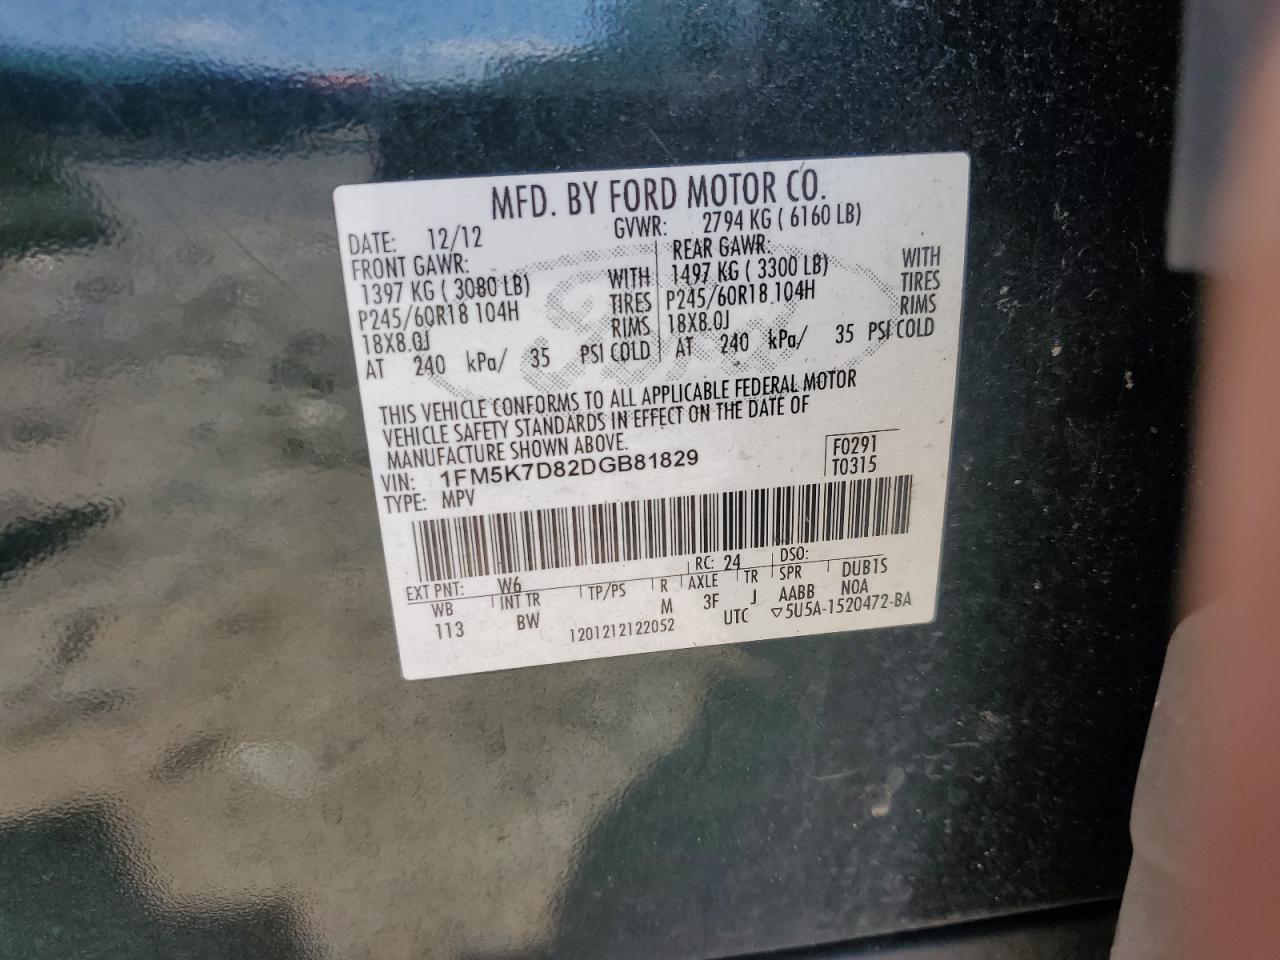 MFD. BY FORD MOTOR CO.
DATE: 12/12 GVWR: 2794 KG ( 6160 LB)
FRONT GAWR: REAR GAWR:
1397 KG ( 3080 LB) WITH 1497 KG ( 3300 LB) WITH
P245/60R18 104H TIRES P245/60R18 104H TIRES
18X8.0J RIMS 18X8.0J RIMS
AT 240 kPa/ 35 PSI COLD AT 240 kPa/ 35 PSI COLD
THIS VEHICLE CONFORMS TO ALL APPLICABLE FEDERAL MOTOR
VEHICLE SAFETY STANDARDS IN EFFECT ON THE DATE OF
MANUFACTURE SHOWN ABOVE.
VIN: 1FM5K7D82DGB81829 F0291
TYPE: MPV T0315
EXT PNT: W6 RC: 24 DSO:
WB INT TR TP/PS R AXLE TR SPR DUB1S
113 BW M 3F J AABB NOA
1201212122052 UTC ▽5U5A-1520472-BA